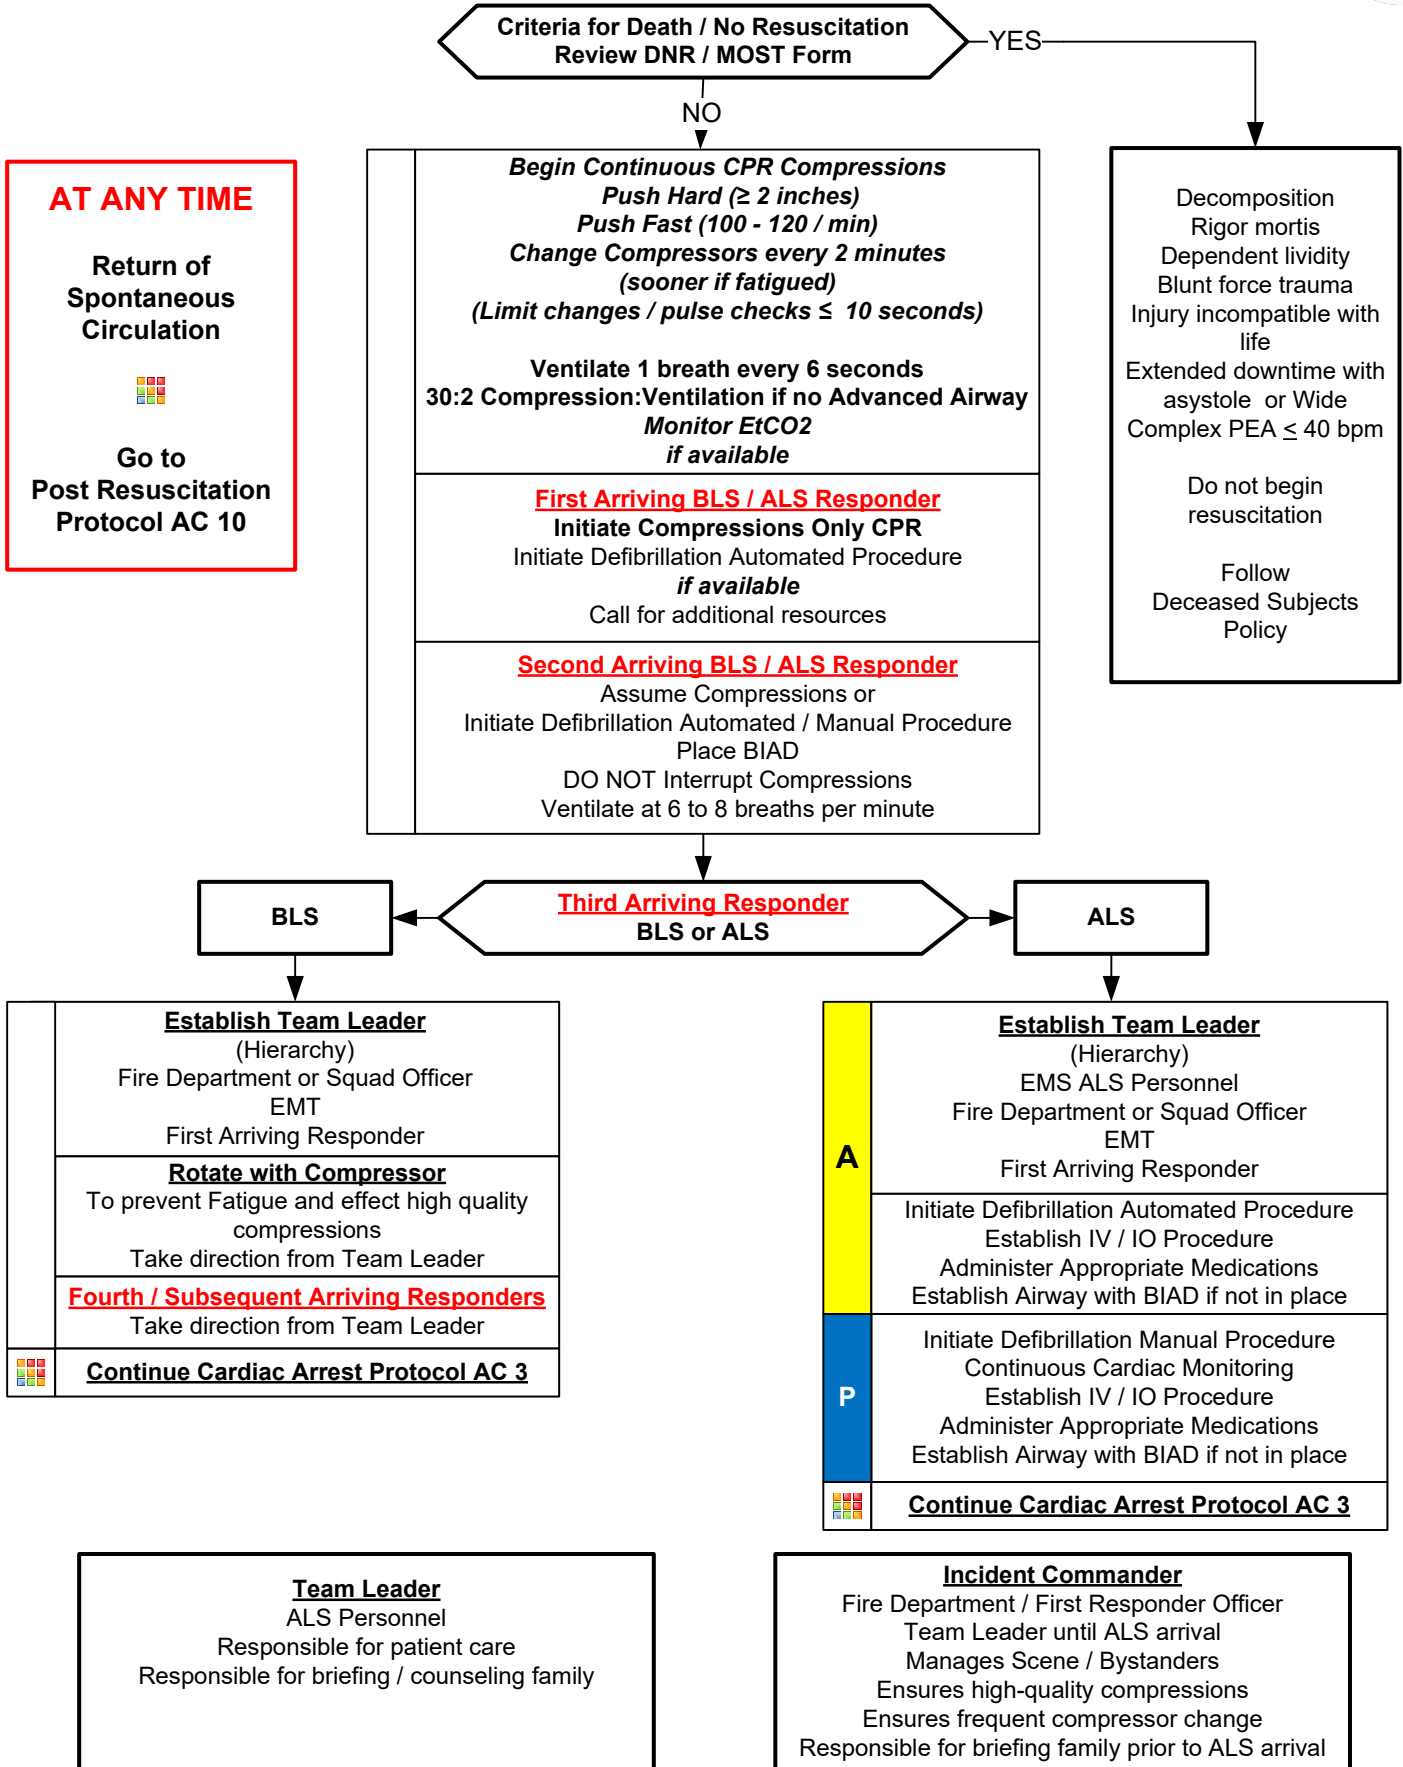 Criteria for Death / No Resuscitation
Review DNR / MOST Form
YES
NO
AT ANY TIME
Return of
Spontaneous
Circulation
Go to
Post Resuscitation
Protocol AC 10
Begin Continuous CPR Compressions
Push Hard (≥ 2 inches)
Push Fast (100 - 120 / min)
Change Compressors every 2 minutes
(sooner if fatigued)
(Limit changes / pulse checks ≤ 10 seconds)
Ventilate 1 breath every 6 seconds
30:2 Compression:Ventilation if no Advanced Airway
Monitor EtCO2
if available
First Arriving BLS / ALS Responder
Initiate Compressions Only CPR
Initiate Defibrillation Automated Procedure
if available
Call for additional resources
Second Arriving BLS / ALS Responder
Assume Compressions or
Initiate Defibrillation Automated / Manual Procedure
Place BIAD
DO NOT Interrupt Compressions
Ventilate at 6 to 8 breaths per minute
Decomposition
Rigor mortis
Dependent lividity
Blunt force trauma
Injury incompatible with
life
Extended downtime with
asystole or Wide
Complex PEA ≤ 40 bpm
Do not begin
resuscitation
Follow
Deceased Subjects
Policy
Third Arriving Responder
BLS or ALS
BLS
ALS
Establish Team Leader
(Hierarchy)
Fire Department or Squad Officer
EMT
First Arriving Responder
Rotate with Compressor
To prevent Fatigue and effect high quality
compressions
Take direction from Team Leader
Fourth / Subsequent Arriving Responders
Take direction from Team Leader
Continue Cardiac Arrest Protocol AC 3
A
Establish Team Leader
(Hierarchy)
EMS ALS Personnel
Fire Department or Squad Officer
EMT
First Arriving Responder
Initiate Defibrillation Automated Procedure
Establish IV / IO Procedure
Administer Appropriate Medications
Establish Airway with BIAD if not in place
P
Initiate Defibrillation Manual Procedure
Continuous Cardiac Monitoring
Establish IV / IO Procedure
Administer Appropriate Medications
Establish Airway with BIAD if not in place
Continue Cardiac Arrest Protocol AC 3
Team Leader
ALS Personnel
Responsible for patient care
Responsible for briefing / counseling family
Incident Commander
Fire Department / First Responder Officer
Team Leader until ALS arrival
Manages Scene / Bystanders
Ensures high-quality compressions
Ensures frequent compressor change
Responsible for briefing family prior to ALS arrival